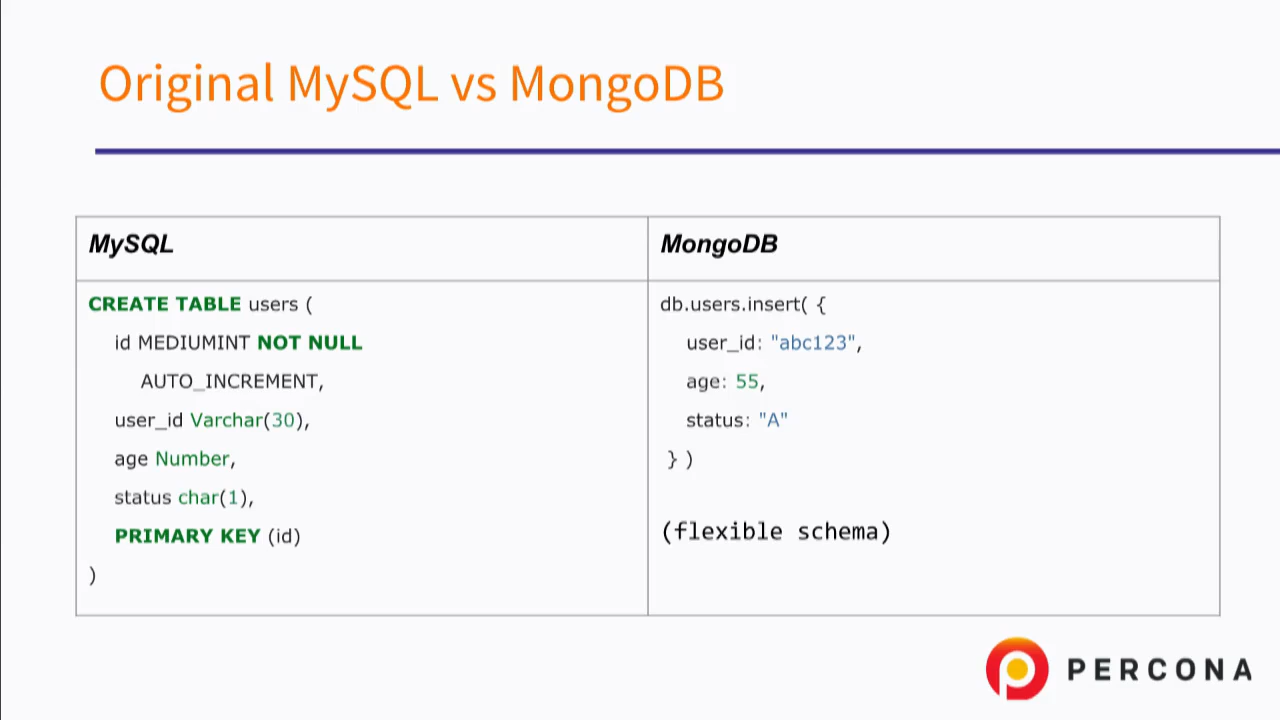 Original MySQL vs MongoDB
MySQL
CREATE TABLE users (
id MEDIUMINT NOT NULL
AUTO_INCREMENT,
user_id Varchar(30),
age Number,
status char(1),
PRIMARY KEY (id)
)
MongoDB
db.users.insert( {
user_id: "abc123",
age: 55,
status: "A"
} )
(flexible schema)
PERCONA